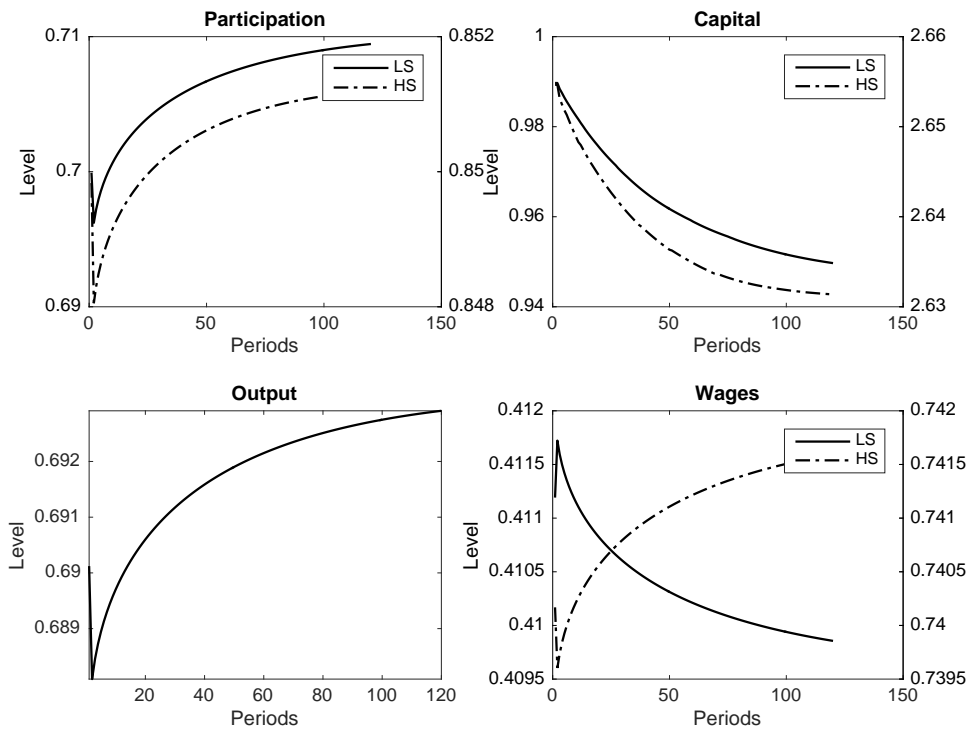 Participation
0.71
0.7
0.69
0.852
0.85
0.848
Level
LS
HS
0
50
100
150
Periods
Capital
1
0.98
0.96
0.94
2.66
2.65
2.64
2.63
Level
LS
HS
0
50
100
150
Periods
Output
0.692
0.691
0.69
0.689
Level
20
40
60
80
100
120
Periods
Wages
0.412
0.4115
0.411
0.4105
0.41
0.4095
0.742
0.7415
0.741
0.7405
0.74
0.7395
Level
LS
HS
0
50
100
150
Periods